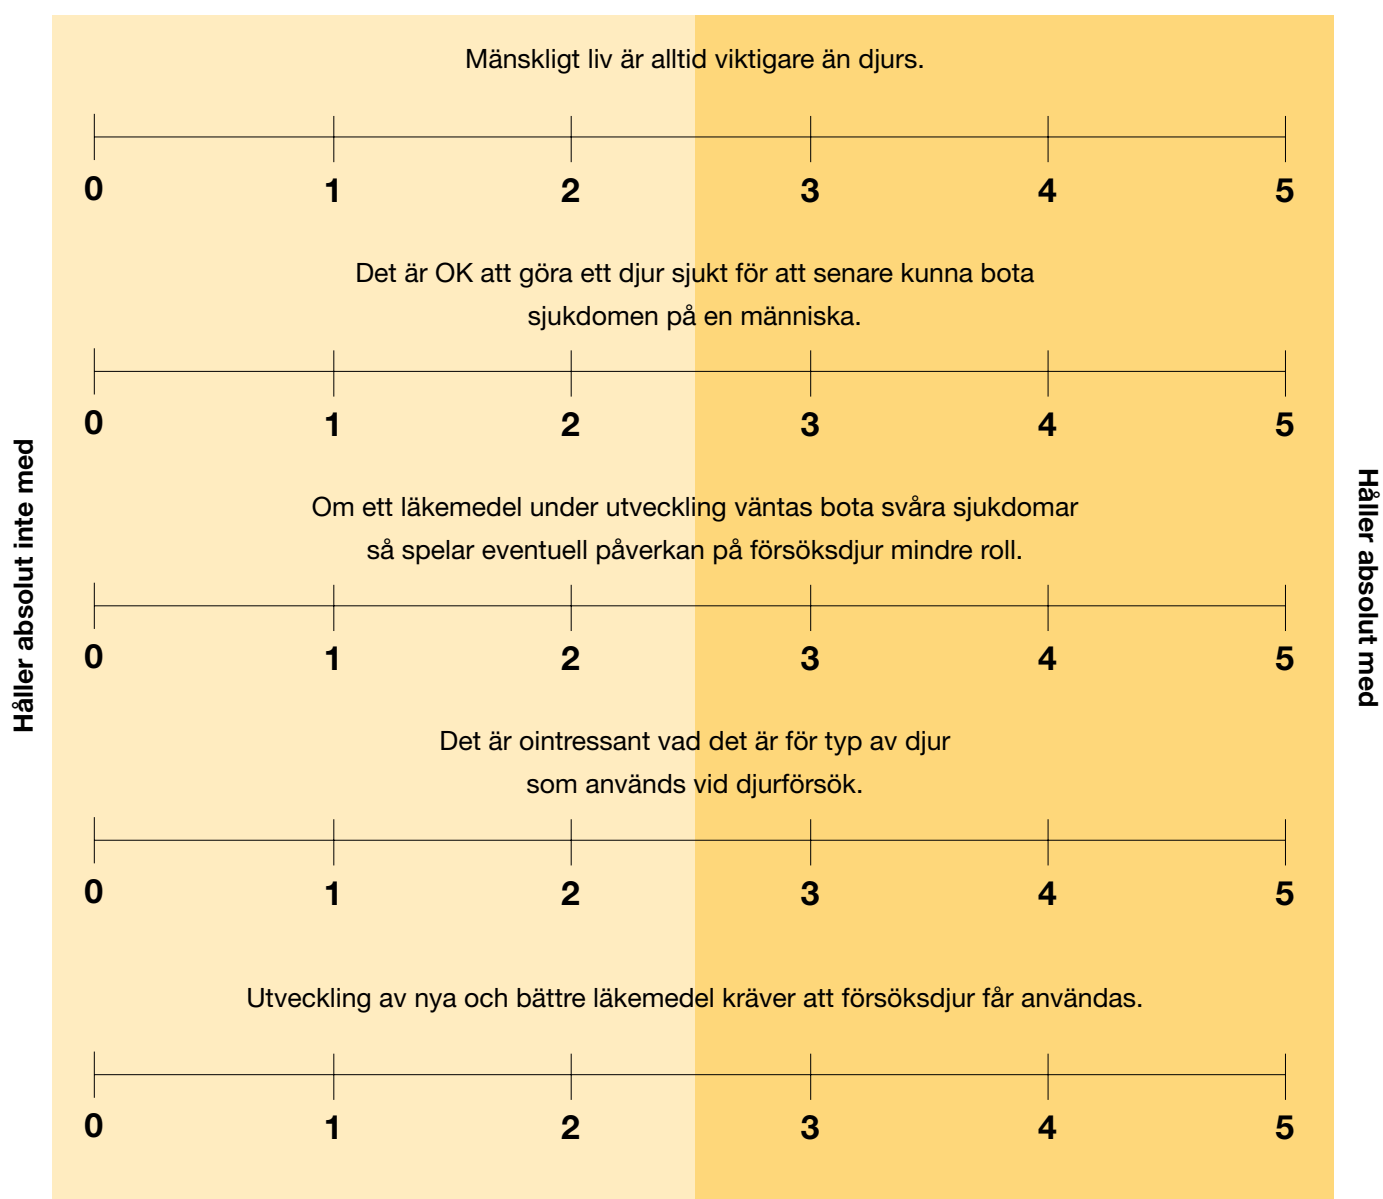 Mänskligt liv är alltid viktigare än djurs.
0 1 2 3 4 5
Det är OK att göra ett djur sjukt för att senare kunna bota
sjukdomen på en människa.
0 1 2 3 4 5
Håller absolut inte med
Håller absolut med
Om ett läkemedel under utveckling väntas bota svåra sjukdomar
så spelar eventuell påverkan på försöksdjur mindre roll.
0 1 2 3 4 5
Det är ointressant vad det är för typ av djur
som används vid djurförsök.
0 1 2 3 4 5
Utveckling av nya och bättre läkemedel kräver att försöksdjur får användas.
0 1 2 3 4 5